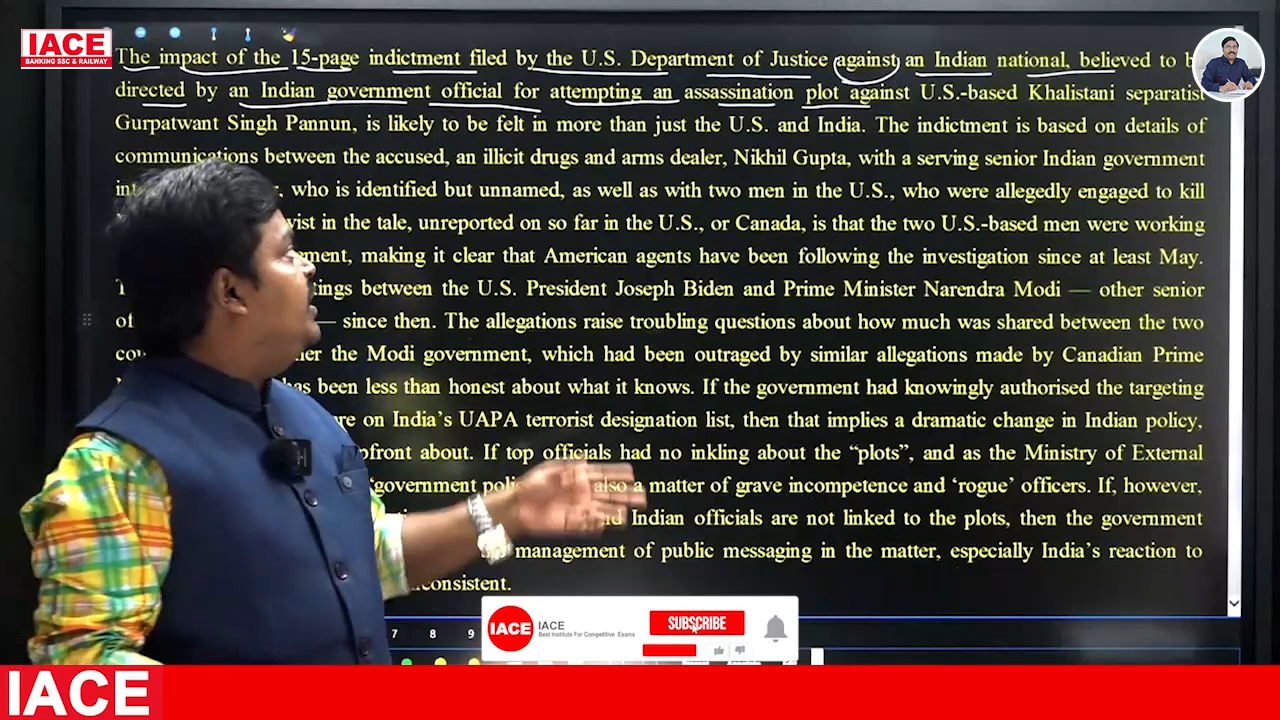 IACE
BANKING SSC & RAILWAY
The impact of the 15-page indictment filed by the U.S. Department of Justice against an Indian national, believed to
directed by an Indian government official for attempting an assassination plot against U.S.-based Khalistani separatist
Gurpatwant Singh Pannun, is likely to be felt in more than just the U.S. and India. The indictment is based on details of
communications between the accused, an illicit drugs and arms dealer, Nikhil Gupta, with a serving senior Indian government
who is identified but unnamed, as well as with two men in the U.S., who were allegedly engaged to kill
in the tale, unreported on so far in the U.S., or Canada, is that the two U.S.-based men were working
making it clear that American agents have been following the investigation since at least May.
between the U.S. President Joseph Biden and Prime Minister Narendra Modi — other senior
— since then. The allegations raise troubling questions about how much was shared between the two
the Modi government, which had been outraged by similar allegations made by Canadian Prime
has been less than honest about what it knows. If the government had knowingly authorised the targeting
on India's UAPA terrorist designation list, then that implies a dramatic change in Indian policy,
about. If top officials had no inkling about the “plots”, and as the Ministry of External
‘government also a matter of grave incompetence and ‘rogue’ officers. If, however,
Indian officials are not linked to the plots, then the government
management of public messaging in the matter, especially India's reaction to
7 8 9
IACE
IACE
Best Institute For Competitive Exams
SUBSCRIBE
IACE